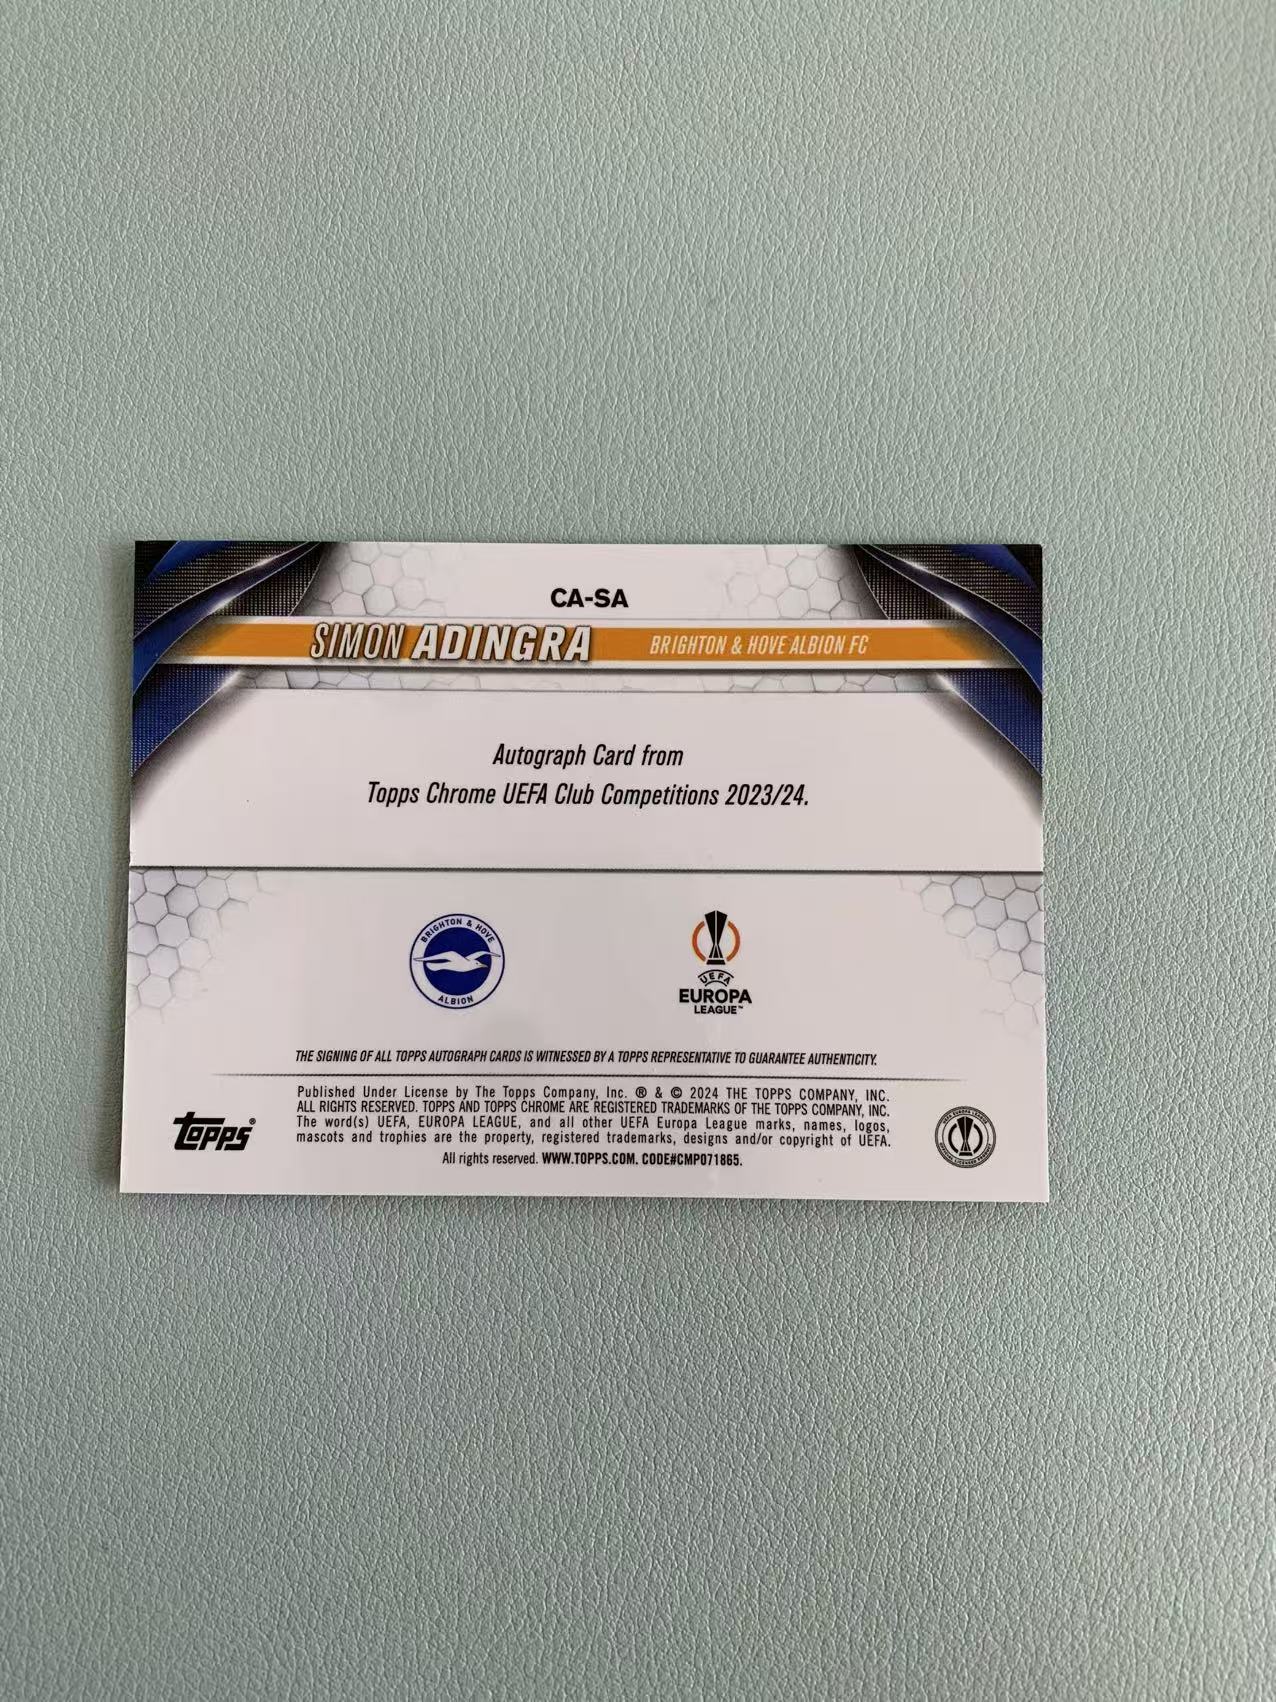 CA-SA
SIMON ADINGRA BRIGHTON & HOVE ALBION FC
Autograph Card from
Topps Chrome UEFA Club Competitions 2023/24.
BRIGHTON & HOVE
ALBION
UEFA
EUROPA
LEAGUE™
THE SIGNING OF ALL TOPPS AUTOGRAPH CARDS IS WITNESSED BY A TOPPS REPRESENTATIVE TO GUARANTEE AUTHENTICITY.
Published Under License by The Topps Company, Inc. ® & © 2024 THE TOPPS COMPANY, INC.
ALL RIGHTS RESERVED. TOPPS AND TOPPS CHROME ARE REGISTERED TRADEMARKS OF THE TOPPS COMPANY, INC.
The word(s) UEFA, EUROPA LEAGUE, and all other UEFA Europa League marks, names, logos,
mascots and trophies are the property, registered trademarks, designs and/or copyright of UEFA.
All rights reserved. WWW.TOPPS.COM. CODE#CMP071865.
Topps®